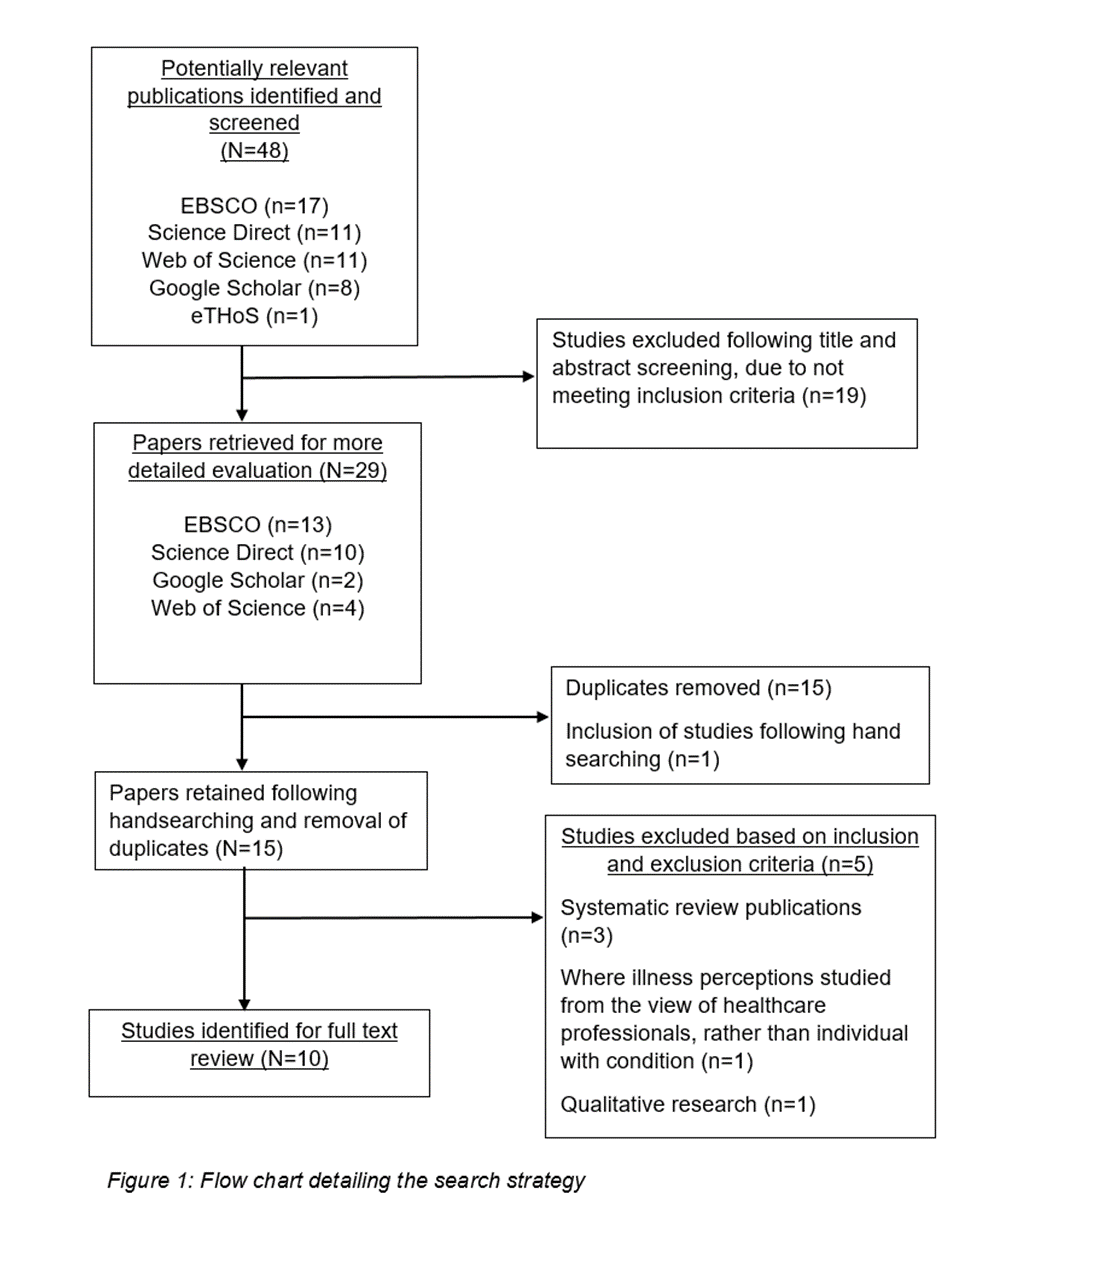 Potentially relevant
publications identified and
screened
(N=48)
EBSCO (n=17)
Science Direct (n=11)
Web of Science (n=11)
Google Scholar (n=8)
eTHoS (n=1)
Studies excluded following title and
abstract screening, due to not
meeting inclusion criteria (n=19)
Papers retrieved for more
detailed evaluation (N=29)
EBSCO (n=13)
Science Direct (n=10)
Google Scholar (n=2)
Web of Science (n=4)
Duplicates removed (n=15)
Inclusion of studies following hand
searching (n=1)
Papers retained following
handsearching and removal of
duplicates (N=15)
Studies excluded based on inclusion
and exclusion criteria (n=5)
Systematic review publications
(n=3)
Where illness perceptions studied
from the view of healthcare
professionals, rather than individual
with condition (n=1)
Qualitative research (n=1)
Studies identified for full text
review (N=10)
Figure 1: Flow chart detailing the search strategy